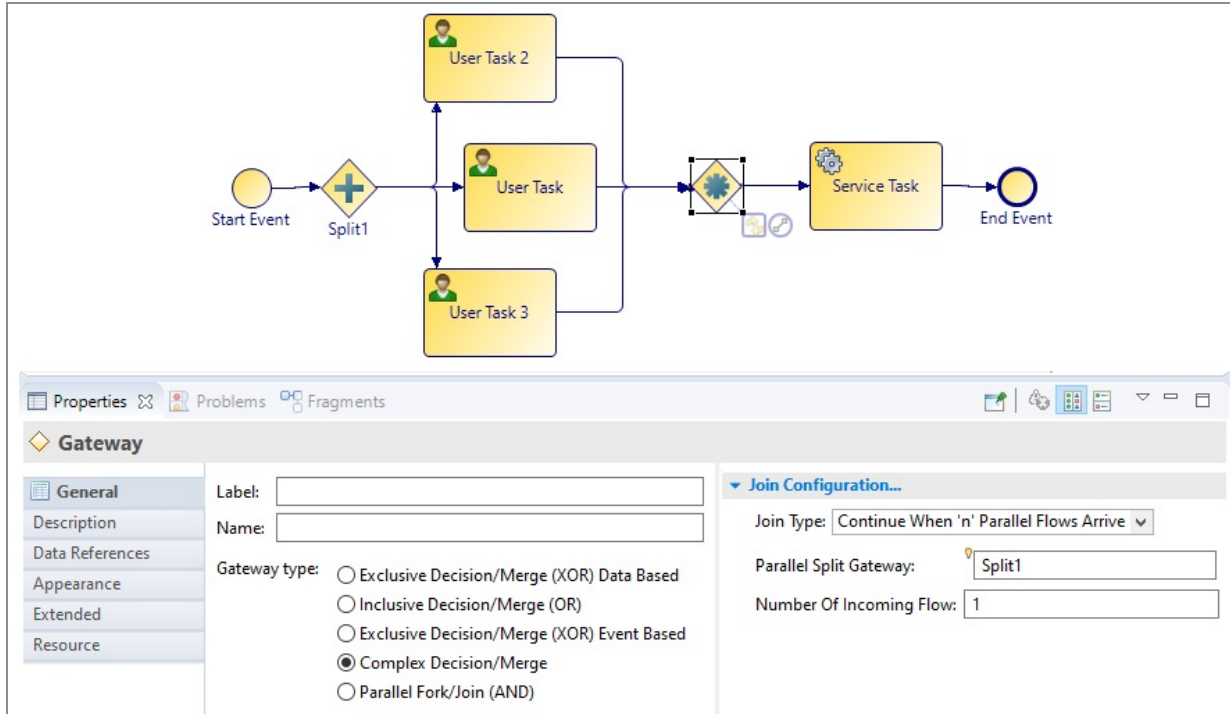 User Task 2
User Task
Service Task
Start Event
Split1
End Event
User Task 3
Properties Problems Fragments
Gateway
General
Description
Data References
Appearance
Extended
Resource
Label:
Name:
Gateway type:
Exclusive Decision/Merge (XOR) Data Based
Inclusive Decision/Merge (OR)
Exclusive Decision/Merge (XOR) Event Based
Complex Decision/Merge
Parallel Fork/Join (AND)
Join Configuration...
Join Type: Continue When 'n' Parallel Flows Arrive
Parallel Split Gateway: Split1
Number Of Incoming Flow: 1